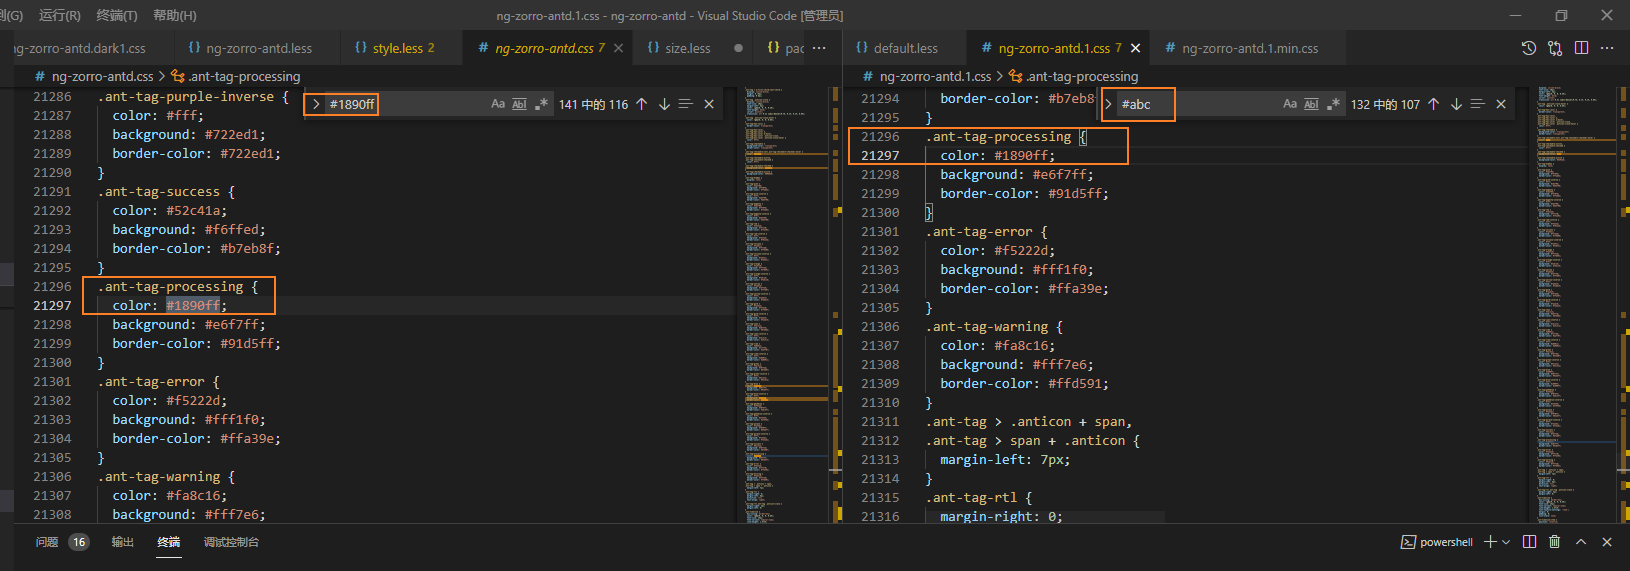 到(G) 运行(R) 终端(T) 帮助(H) ng-zorro-antd.1.css - ng-zorro-antd - Visual Studio Code [管理员]
ng-zorro-antd.dark1.css ng-zorro-antd.less style.less 2 ng-zorro-antd.css 7 size.less pac ···
ng-zorro-antd.css > .ant-tag-processing
#1890ff Aa Abl .* 141 中的 116
21286 .ant-tag-purple-inverse {
21287 color: #fff;
21288 background: #722ed1;
21289 border-color: #722ed1;
21290 }
21291 .ant-tag-success {
21292 color: #52c41a;
21293 background: #f6ffed;
21294 border-color: #b7eb8f;
21295 }
21296 .ant-tag-processing {
21297 color: #1890ff;
21298 background: #e6f7ff;
21299 border-color: #91d5ff;
21300 }
21301 .ant-tag-error {
21302 color: #f5222d;
21303 background: #fff1f0;
21304 border-color: #ffa39e;
21305 }
21306 .ant-tag-warning {
21307 color: #fa8c16;
21308 background: #fff7e6;
default.less ng-zorro-antd.1.css 7 ng-zorro-antd.1.min.css ···
ng-zorro-antd.1.css > .ant-tag-processing
#abc Aa Abl .* 132 中的 107
21294 border-color: #b7eb8f
21295 }
21296 .ant-tag-processing {
21297 color: #1890ff;
21298 background: #e6f7ff;
21299 border-color: #91d5ff;
21300 }
21301 .ant-tag-error {
21302 color: #f5222d;
21303 background: #fff1f0;
21304 border-color: #ffa39e;
21305 }
21306 .ant-tag-warning {
21307 color: #fa8c16;
21308 background: #fff7e6;
21309 border-color: #ffd591;
21310 }
21311 .ant-tag > .anticon + span,
21312 .ant-tag > span + .anticon {
21313 margin-left: 7px;
21314 }
21315 .ant-tag-rtl {
21316 margin-right: 0;
问题 16 输出 终端 调试控制台 powershell